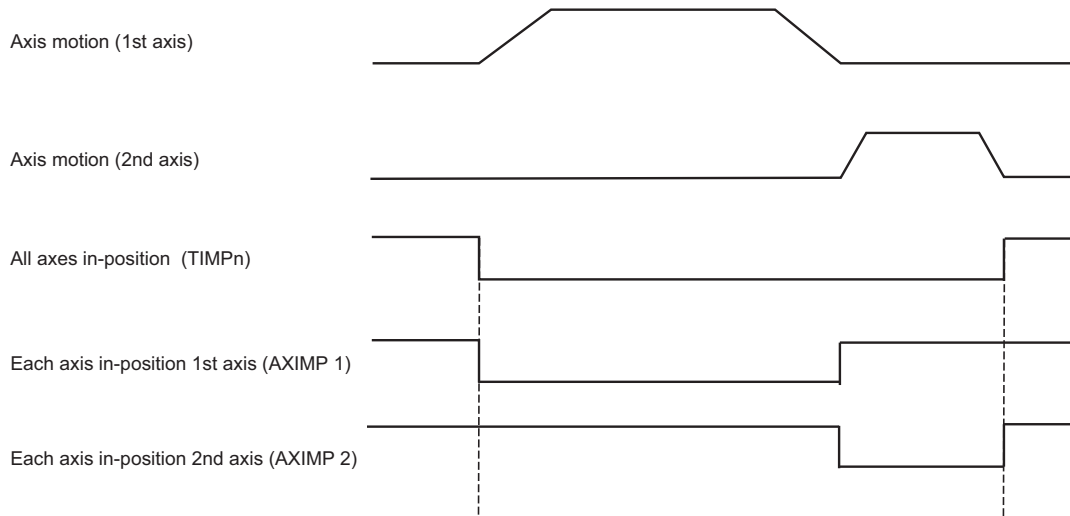 Axis motion (1st axis)
Axis motion (2nd axis)
All axes in-position (TIMPn)
Each axis in-position 1st axis (AXIMP 1)
Each axis in-position 2nd axis (AXIMP 2)